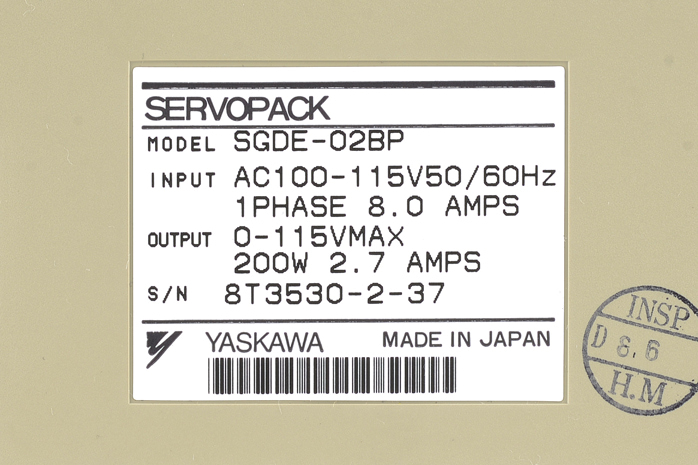 SERVOPACK
MODEL SGDE-02BP
INPUT AC100-115V50/60Hz
1PHASE 8.0 AMPS
OUTPUT 0-115VMAX
200W 2.7 AMPS
S/N 8T3530-2-37
YASKAWA MADE IN JAPAN
INSP
D 8.6
H.M